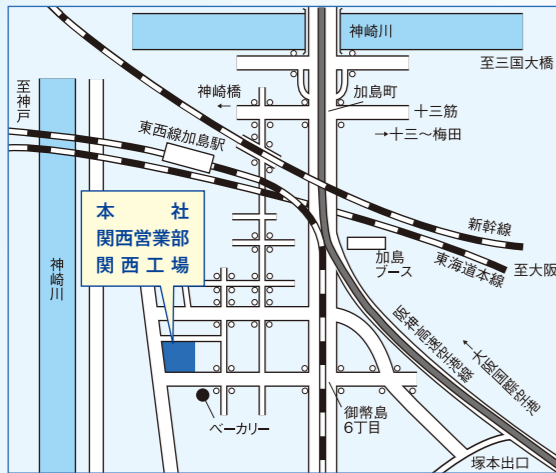 神崎川
至三国大橋
至神戸
神崎橋
←
加島町
十三筋
→十三〜梅田
東西線加島駅
本社
関西営業部
関西工場
新幹線
東海道本線
至大阪
加島
ブース
神崎川
阪神高速空港線
←大阪国際空港
ベーカリー
御幣島
6丁目
塚本出口